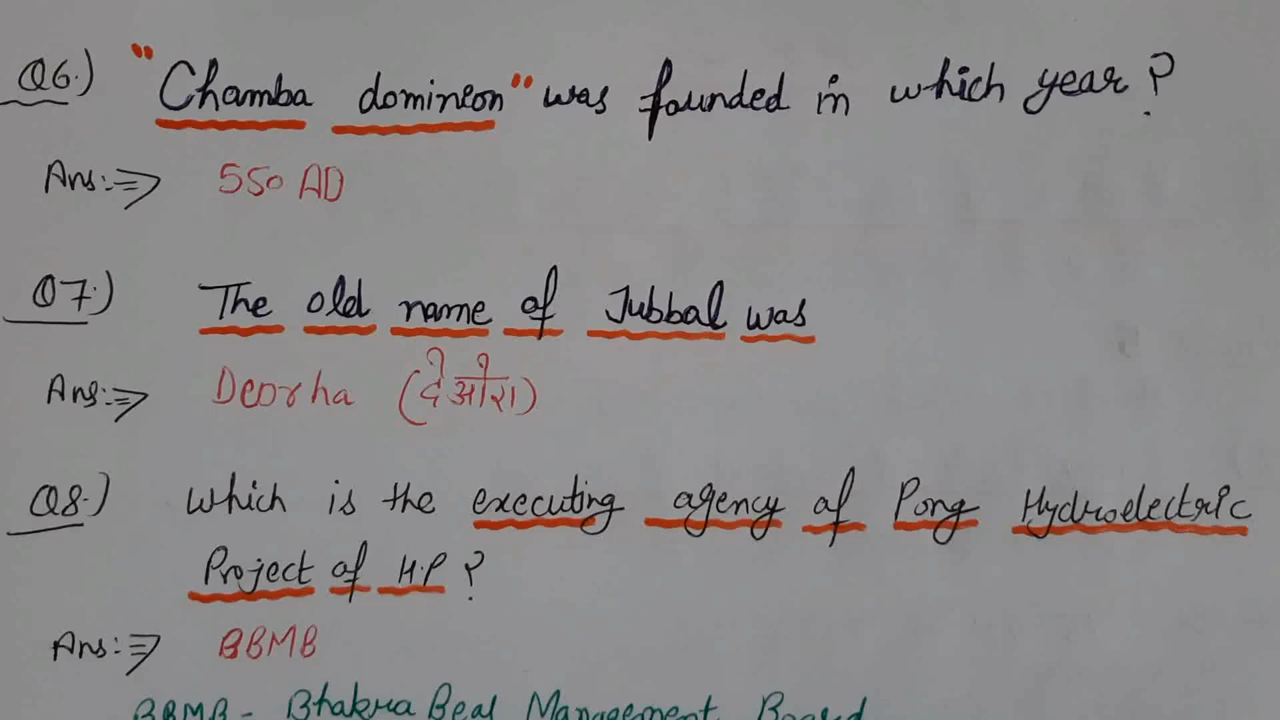 Q6.) "Chamba domineon" was founded in which year?
Ans:⇒ 550 AD
Q7.) The old name of Jubbal was
Ans:⇒ Deorha (देओरा)
Q8.) Which is the executing agency of Pong Hydroelectric
Project of H.P?
Ans:⇒ BBMB
BBMB - Bhakra Beas Management Board